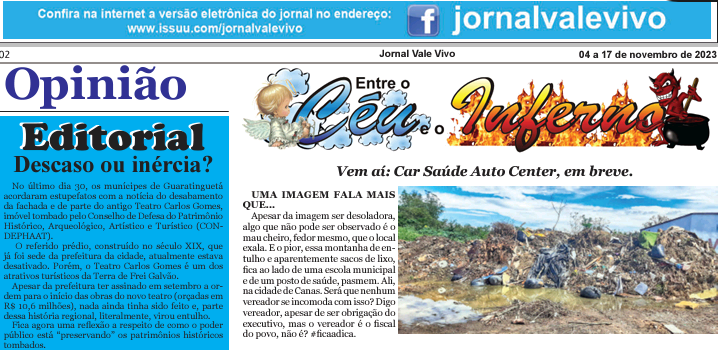 Confira na internet a versão eletrônica do jornal no endereço:
www.issuu.com/jornalvalevivo
jornalvalevivo
02
Jornal Vale Vivo
04 a 17 de novembro de 2023
Opinião
Editorial
Descaso ou inércia?
No último dia 30, os munícipes de Guaratinguetá
acordaram estupefatos com a notícia do desabamento
da fachada e de parte do antigo Teatro Carlos Gomes,
imóvel tombado pelo Conselho de Defesa do Patrimônio
Histórico, Arqueológico, Artístico e Turístico (CON-
DEPHAAT).
O referido prédio, construído no século XIX, que
já foi sede da prefeitura da cidade, atualmente estava
desativado. Porém, o Teatro Carlos Gomes é um dos
atrativos turísticos da Terra de Frei Galvão.
Apesar da prefeitura ter assinado em setembro a or-
dem para o início das obras do novo teatro (orçadas em
R$ 10,6 milhões), nada ainda tinha sido feito e, parte
dessa história regional, literalmente, virou entulho.
Fica agora uma reflexão a respeito de como o poder
público está “preservando” os patrimônios históricos
tombados.
Entre o
Céu e o Inferno
Vem aí: Car Saúde Auto Center, em breve.
UMA IMAGEM FALA MAIS
QUE...
Apesar da imagem ser desoladora,
algo que não pode ser observado é o
mau cheiro, fedor mesmo, que o local
exala. E o pior, essa montanha de en-
tulho e aparentemente sacos de lixo,
fica ao lado de uma escola municipal
e de um posto de saúde, pasmem. Ali,
na cidade de Canas. Será que nenhum
vereador se incomoda com isso? Digo
vereador, apesar de ser obrigação do
executivo, mas o vereador é o fiscal
do povo, não é? #ficaadica.